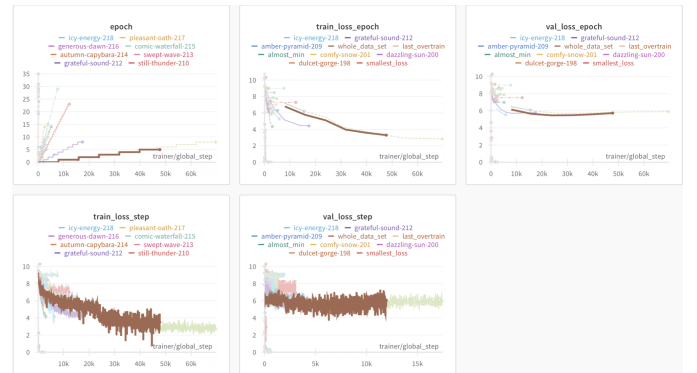 epoch
icy-energy-218 pleasant-oath-217
generous-dawn-216 comic-waterfall-215
autumn-capybara-214 swept-wave-213
grateful-sound-212 still-thunder-210
35
30
25
20
15
10
5
0
trainer/global_step
0 10k 20k 30k 40k 50k 60k
train_loss_epoch
icy-energy-218 grateful-sound-212
amber-pyramid-209 whole_data_set last_overtrain
almost_min comfy-snow-201 dazzling-sun-200
dulcet-gorge-198 smallest_loss
10
8
6
4
2
0
trainer/global_step
0 10k 20k 30k 40k 50k 60k
val_loss_epoch
icy-energy-218 grateful-sound-212
amber-pyramid-209 whole_data_set last_overtrain
almost_min comfy-snow-201 dazzling-sun-200
dulcet-gorge-198 smallest_loss
10
8
6
4
2
0
trainer/global_step
0 10k 20k 30k 40k 50k 60k
train_loss_step
icy-energy-218 pleasant-oath-217
generous-dawn-216 comic-waterfall-215
autumn-capybara-214 swept-wave-213
grateful-sound-212 still-thunder-210
10
8
6
4
2
0
trainer/global_step
10k 20k 30k 40k 50k 60k
val_loss_step
icy-energy-218 grateful-sound-212
amber-pyramid-209 whole_data_set last_overtrain
almost_min comfy-snow-201 dazzling-sun-200
dulcet-gorge-198 smallest_loss
10
8
6
4
2
0
trainer/global_step
0 5k 10k 15k